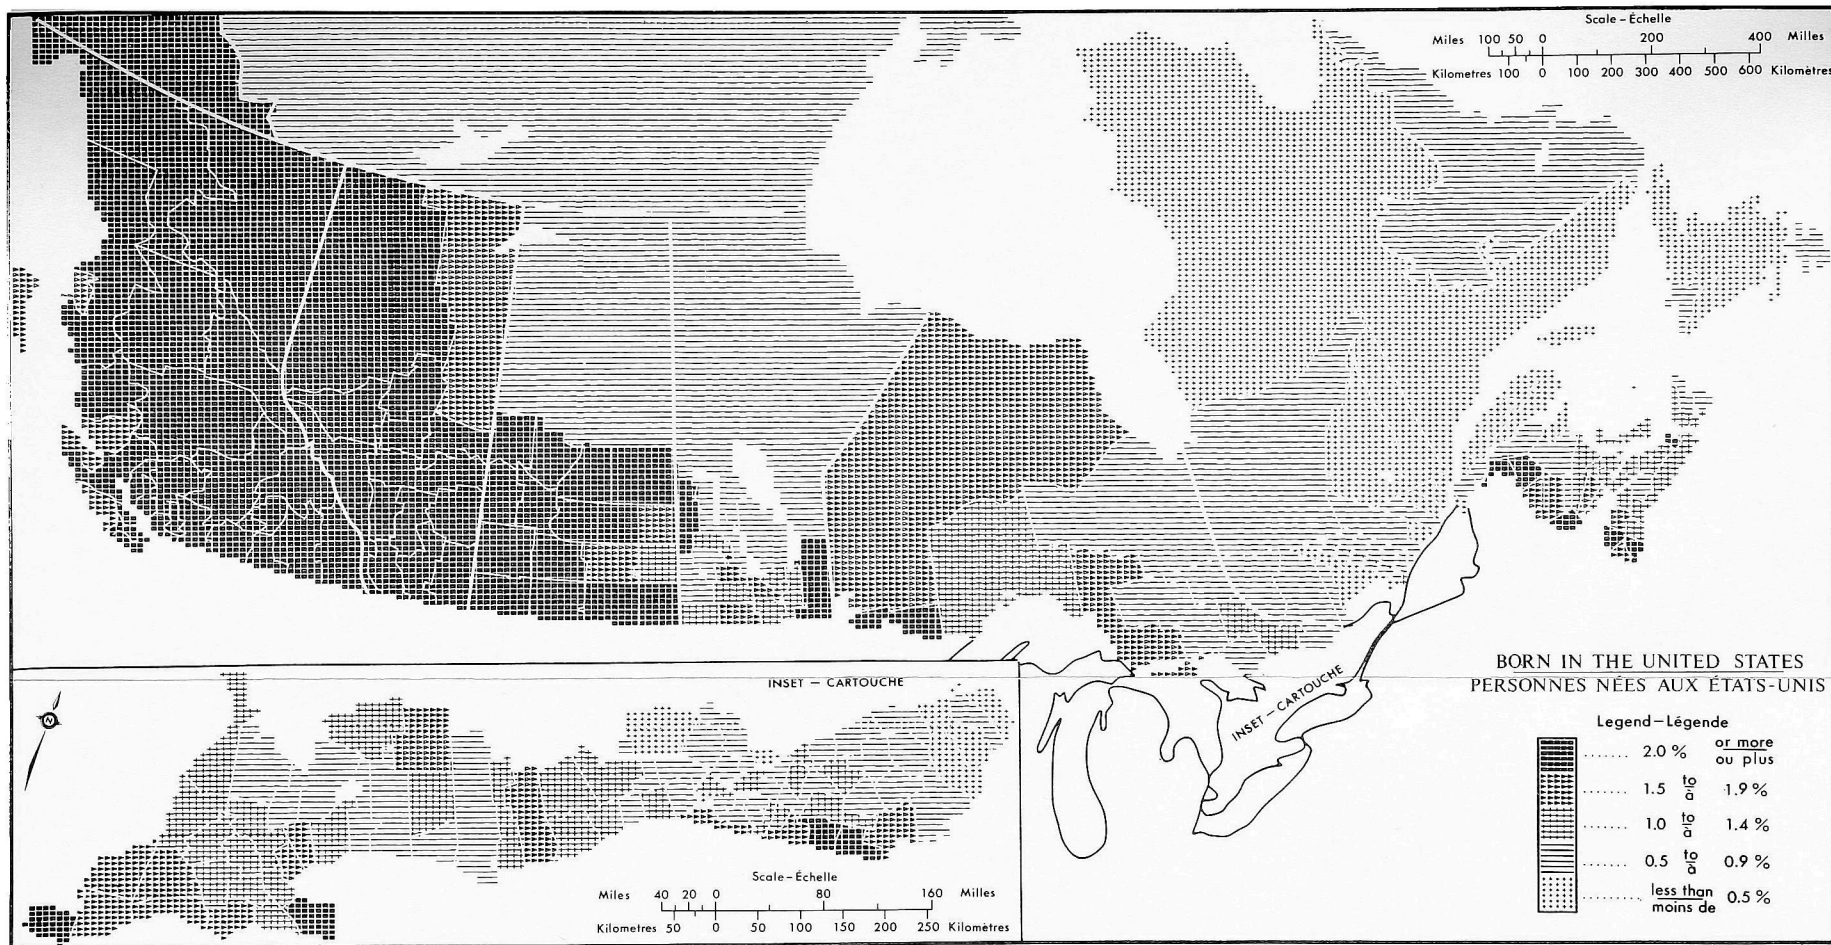 Scale – Échelle
Miles 100 50 0 200 400 Milles
Kilometres 100 0 100 200 300 400 500 600 Kilomètres
BORN IN THE UNITED STATES
PERSONNES NÉES AUX ÉTATS-UNIS
Legend – Légende
...... 2.0 % or more ou plus
...... 1.5 to à 1.9 %
...... 1.0 to à 1.4 %
...... 0.5 to à 0.9 %
........ less than moins de 0.5 %
INSET – CARTOUCHE
INSET – CARTOUCHE
N
Scale – Échelle
Miles 40 20 0 80 160 Milles
Kilometres 50 0 50 100 150 200 250 Kilomètres